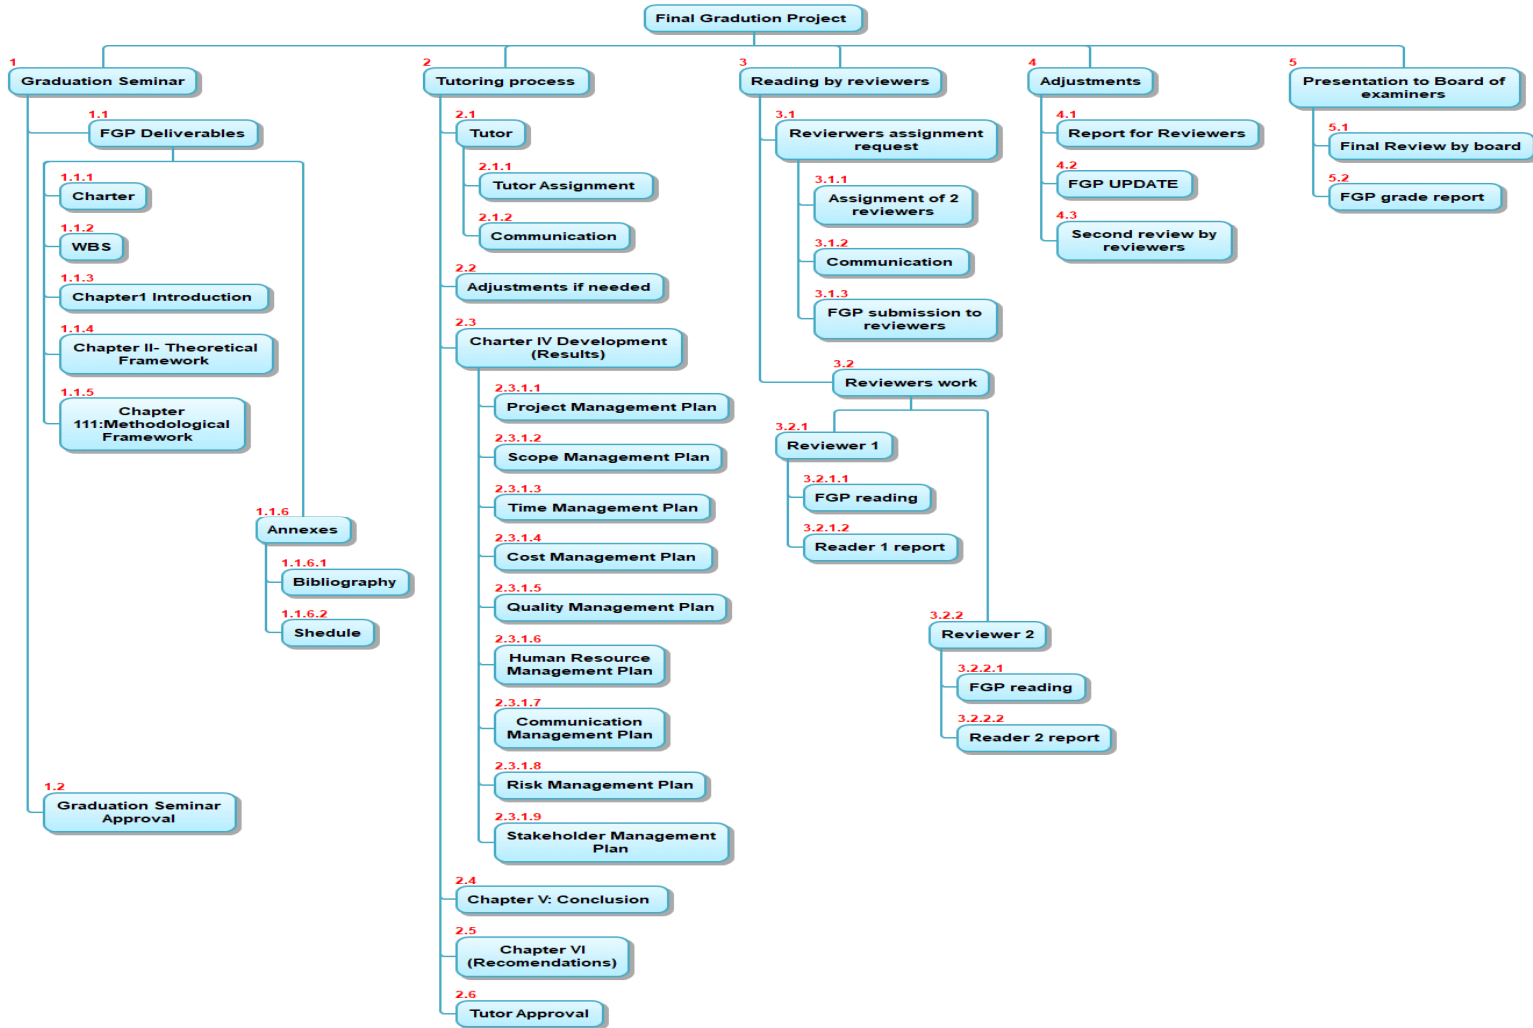 Final Gradution Project
1
Graduation Seminar
1.1
FGP Deliverables
1.1.1
Charter
1.1.2
WBS
1.1.3
Chapter1 Introduction
1.1.4
Chapter II- Theoretical
Framework
1.1.5
Chapter
111:Methodological
Framework
1.1.6
Annexes
1.1.6.1
Bibliography
1.1.6.2
Shedule
1.2
Graduation Seminar
Approval
2
Tutoring process
2.1
Tutor
2.1.1
Tutor Assignment
2.1.2
Communication
2.2
Adjustments if needed
2.3
Charter IV Development
(Results)
2.3.1.1
Project Management Plan
2.3.1.2
Scope Management Plan
2.3.1.3
Time Management Plan
2.3.1.4
Cost Management Plan
2.3.1.5
Quality Management Plan
2.3.1.6
Human Resource
Management Plan
2.3.1.7
Communication
Management Plan
2.3.1.8
Risk Management Plan
2.3.1.9
Stakeholder Management
Plan
2.4
Chapter V: Conclusion
2.5
Chapter VI
(Recomendations)
2.6
Tutor Approval
3
Reading by reviewers
3.1
Revierwers assignment
request
3.1.1
Assignment of 2
reviewers
3.1.2
Communication
3.1.3
FGP submission to
reviewers
3.2
Reviewers work
3.2.1
Reviewer 1
3.2.1.1
FGP reading
3.2.1.2
Reader 1 report
3.2.2
Reviewer 2
3.2.2.1
FGP reading
3.2.2.2
Reader 2 report
4
Adjustments
4.1
Report for Reviewers
4.2
FGP UPDATE
4.3
Second review by
reviewers
5
Presentation to Board of
examiners
5.1
Final Review by board
5.2
FGP grade report